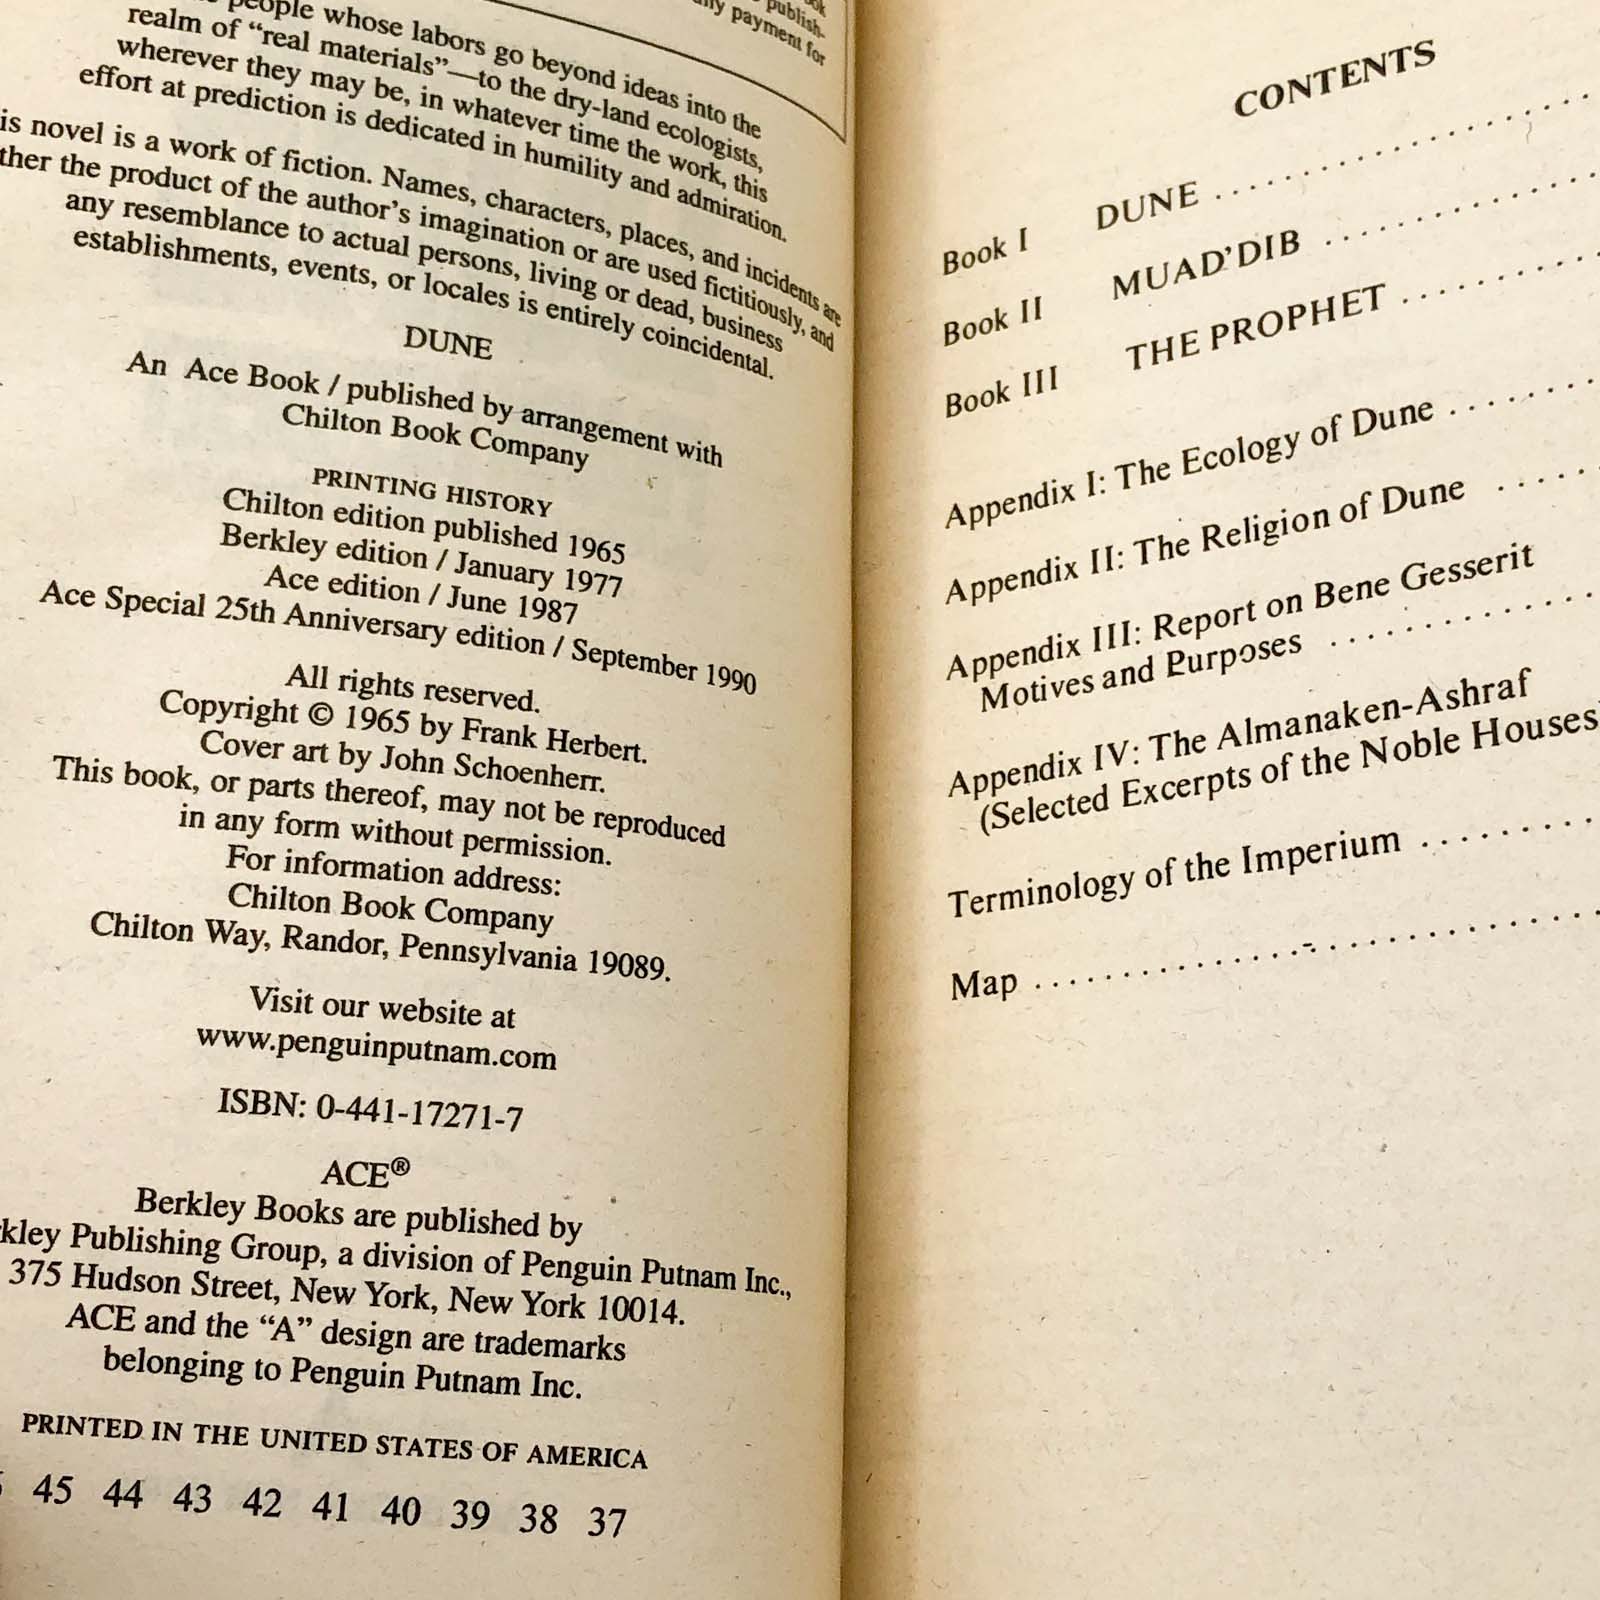 ok
publish-
payment for
people whose labors go beyond ideas into the
realm of “real materials”—to the dry-land ecologists,
wherever they may be, in whatever time the work, this
effort at prediction is dedicated in humility and admiration.
is novel is a work of fiction. Names, characters, places, and incidents are
ther the product of the author’s imagination or are used fictitiously, and
any resemblance to actual persons, living or dead, business
establishments, events, or locales is entirely coincidental.
DUNE
An Ace Book / published by arrangement with
Chilton Book Company
PRINTING HISTORY
Chilton edition published 1965
Berkley edition / January 1977
Ace edition / June 1987
Ace Special 25th Anniversary edition / September 1990
All rights reserved.
Copyright © 1965 by Frank Herbert.
Cover art by John Schoenherr.
This book, or parts thereof, may not be reproduced
in any form without permission.
For information address:
Chilton Book Company
Chilton Way, Randor, Pennsylvania 19089.
Visit our website at
www.penguinputnam.com
ISBN: 0-441-17271-7
ACE®
Berkley Books are published by
kley Publishing Group, a division of Penguin Putnam Inc.,
375 Hudson Street, New York, New York 10014.
ACE and the “A” design are trademarks
belonging to Penguin Putnam Inc.
PRINTED IN THE UNITED STATES OF AMERICA
45 44 43 42 41 40 39 38 37
CONTENTS
Book I DUNE
Book II MUAD’DIB
Book III THE PROPHET
Appendix I: The Ecology of Dune
Appendix II: The Religion of Dune
Appendix III: Report on Bene Gesserit
Motives and Purposes
Appendix IV: The Almanaken-Ashraf
(Selected Excerpts of the Noble Houses)
Terminology of the Imperium
Map